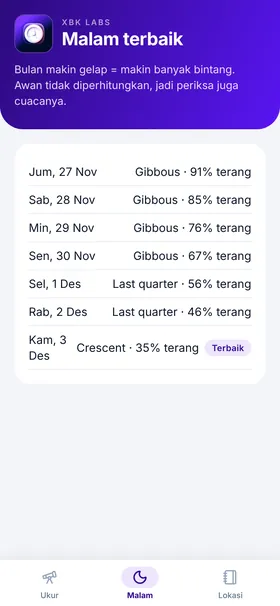 XBK LABS
Malam terbaik
Bulan makin gelap = makin banyak bintang.
Awan tidak diperhitungkan, jadi periksa juga
cuacanya.
Jum, 27 Nov Gibbous · 91% terang
Sab, 28 Nov Gibbous · 85% terang
Min, 29 Nov Gibbous · 76% terang
Sen, 30 Nov Gibbous · 67% terang
Sel, 1 Des Last quarter · 56% terang
Rab, 2 Des Last quarter · 46% terang
Kam, 3
Des Crescent · 35% terang Terbaik
Ukur Malam Lokasi